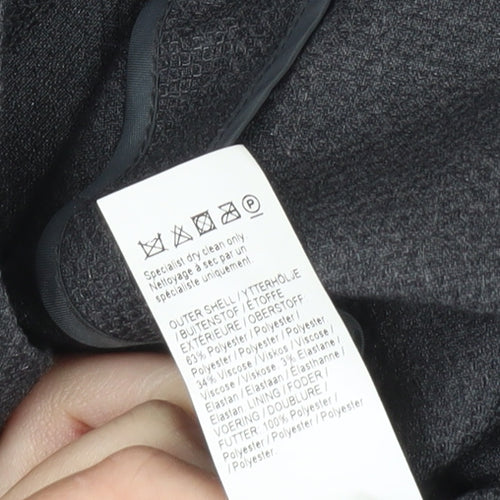 P
Specialist dry clean only
Nettoyage à sec par un
spécialiste uniquement.
OUTER SHELL / YTTERHÖLJE
/ BUITENSTOF / ETOFFE
EXTÉRIEURE / OBERSTOFF.
63% Polyester / Polyester /
Polyester / Polyester / Polyester
34% Viscose / Viskos / Viscose /
Viscose / Viskose. 3% Elastane /
Elastan / Elastaan / Élasthanne /
Elastan. LINING / FODER /
VOERING / DOUBLURE /
FUTTER. 100% Polyester /
Polyester / Polyester /
Polyester / Polyester